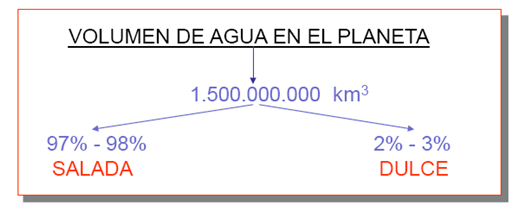 VOLUMEN DE AGUA EN EL PLANETA
1.500.000.000 km³
97% - 98% 2% - 3%
SALADA DULCE